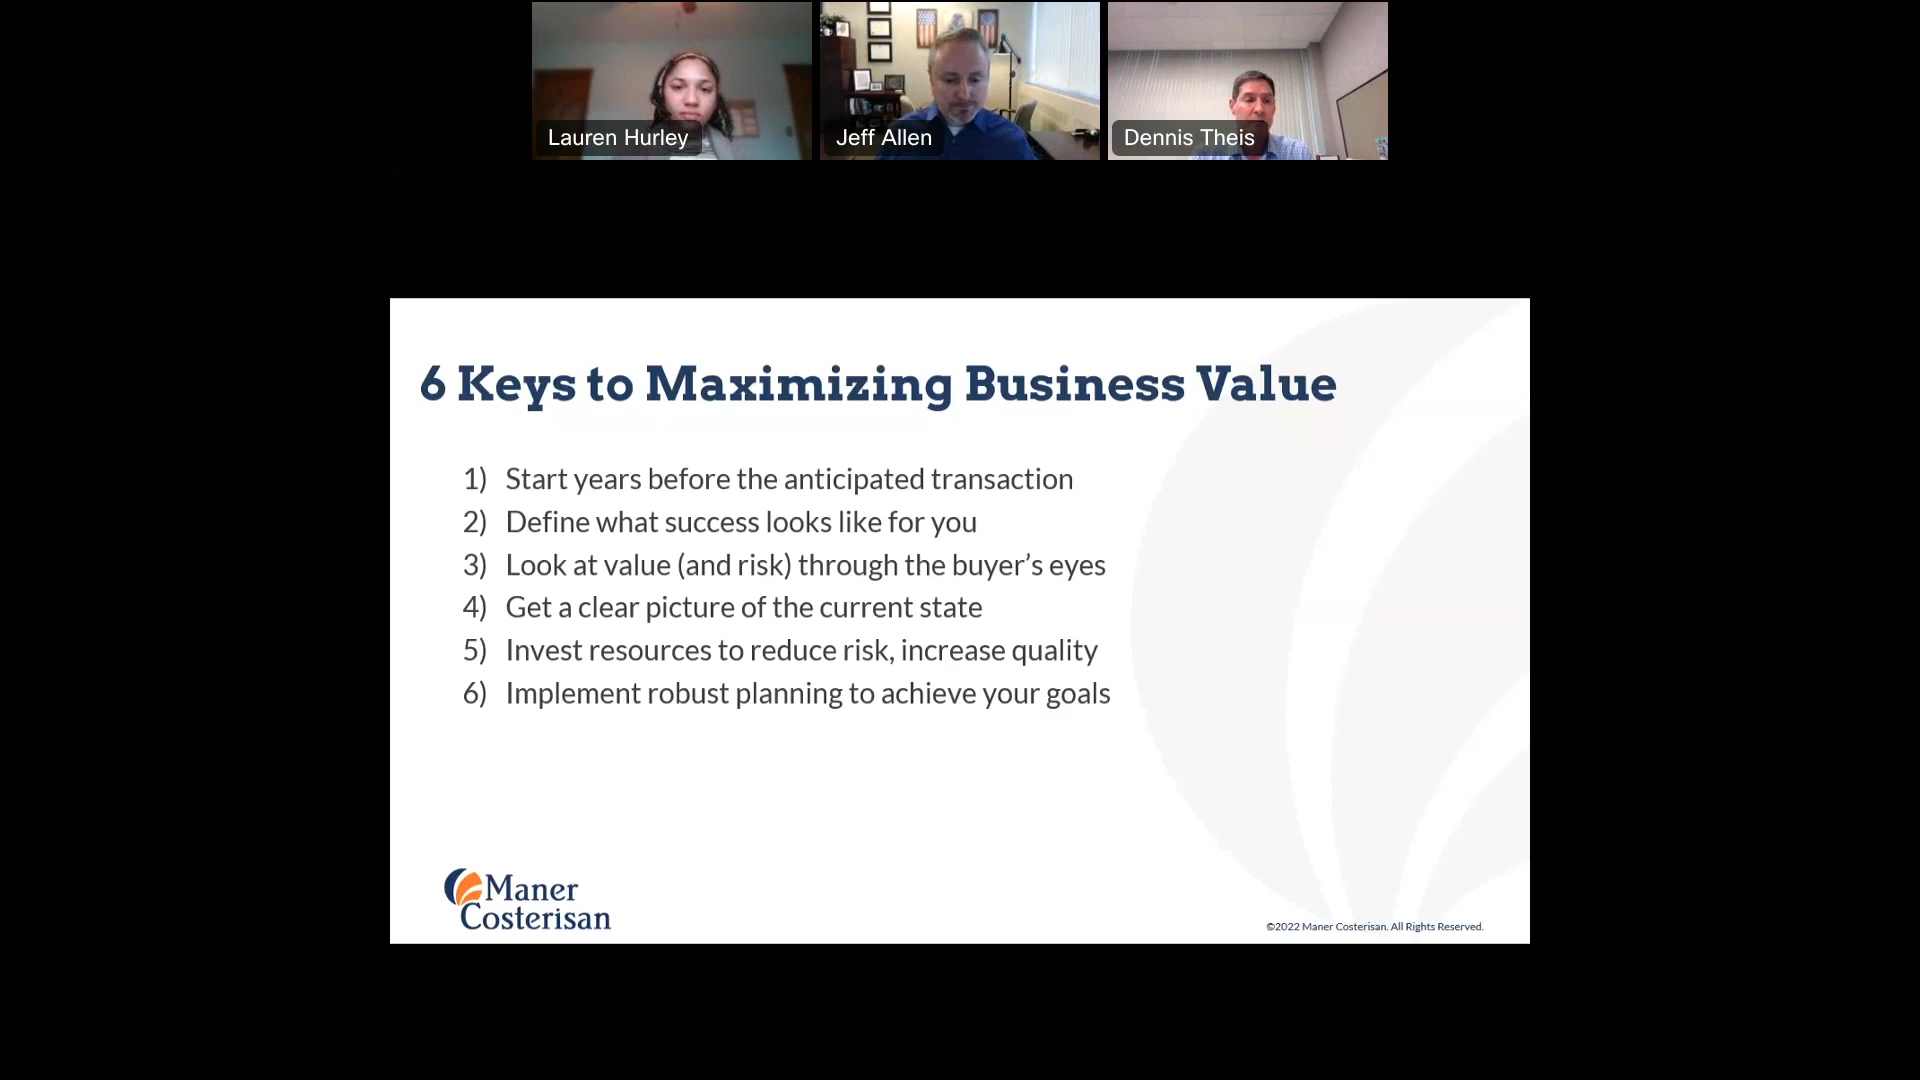 Lauren Hurley
Jeff Allen
Dennis Theis
6 Keys to Maximizing Business Value
1) Start years before the anticipated transaction
2) Define what success looks like for you
3) Look at value (and risk) through the buyer’s eyes
4) Get a clear picture of the current state
5) Invest resources to reduce risk, increase quality
6) Implement robust planning to achieve your goals
Maner
Costerisan
©2022 Maner Costerisan. All Rights Reserved.